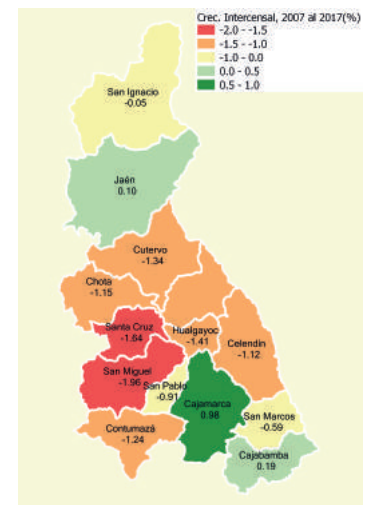 Crec. Intercensal, 2007 al 2017(%)
-2.0 - -1.5
-1.5 - -1.0
-1.0 - 0.0
0.0 - 0.5
0.5 - 1.0
San Ignacio
-0.05
Jaén
0.10
Cutervo
-1.34
Chota
-1.15
Santa Cruz
-1.64
Hualgayoc
-1.41
Celendín
-1.12
San Miguel
-1.96
San Pablo
-0.91
Cajamarca
0.98
San Marcos
-0.59
Contumazá
-1.24
Cajabamba
0.19